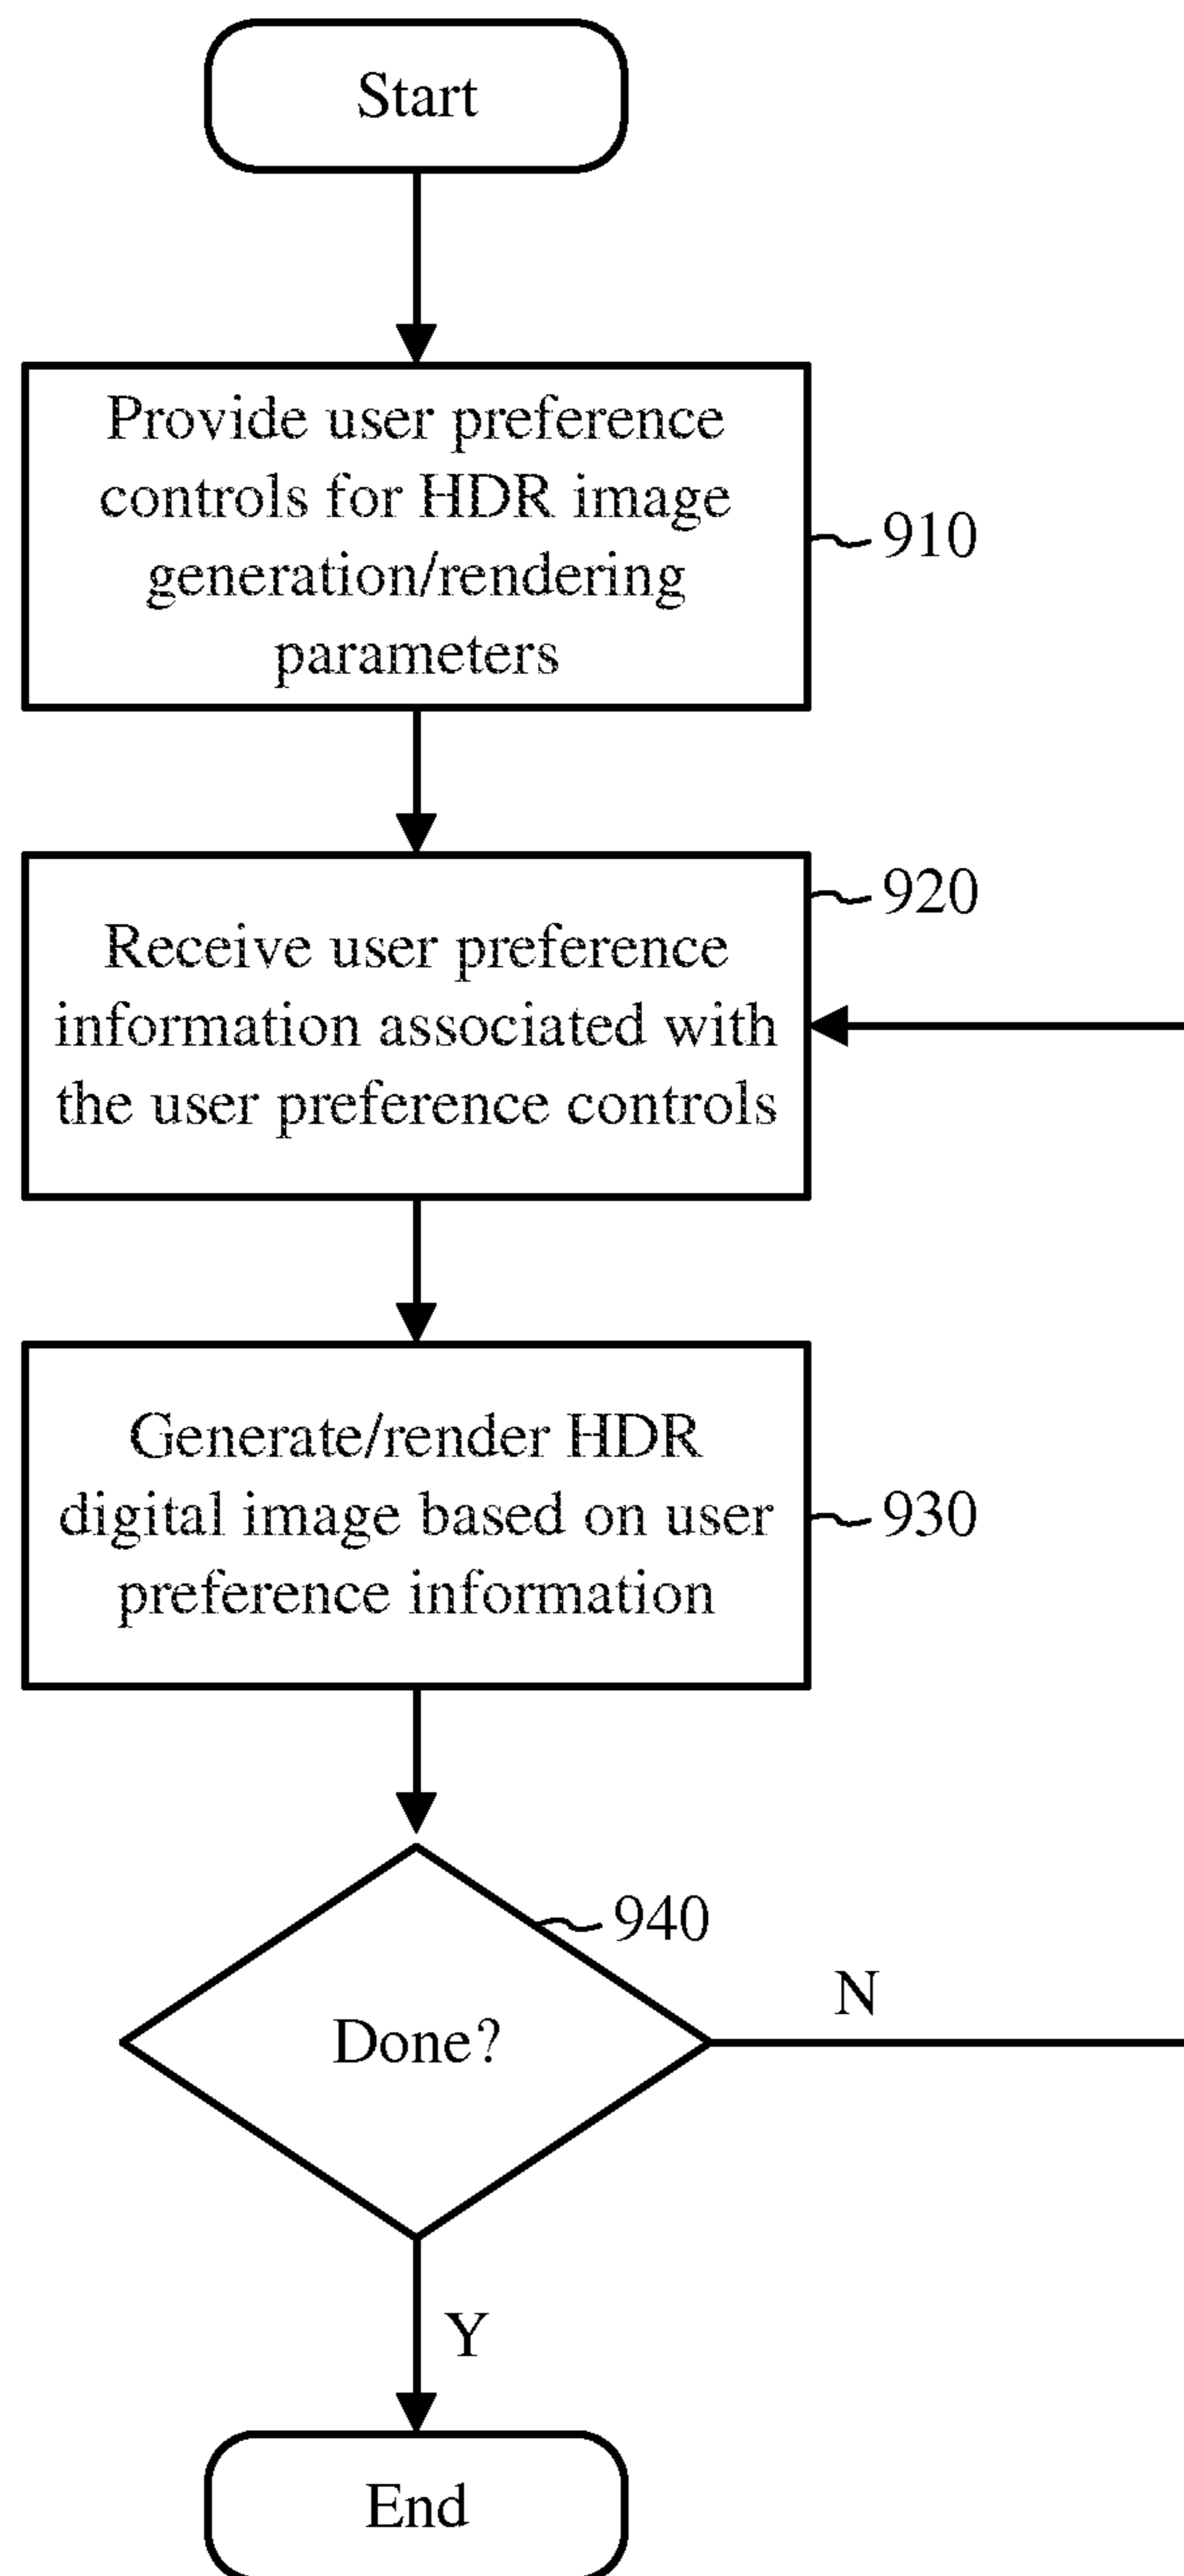 Start
Provide user preference
controls for HDR image
generation/rendering
parameters
910
920
Receive user preference
information associated with
the user preference controls
Generate/render HDR
digital image based on user
preference information
930
940
N
Done?
Y
End